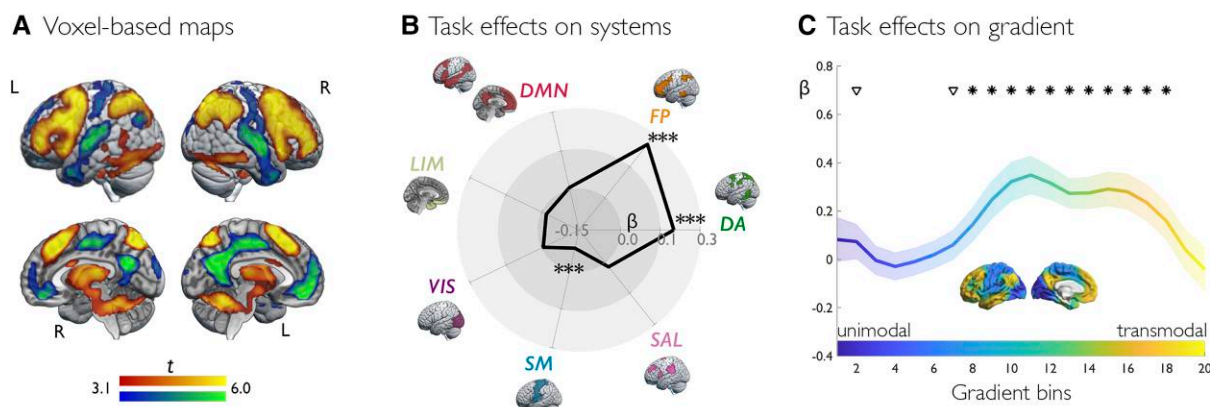 A Voxel-based maps
L
R
R
L
t
3.1
6.0
B Task effects on systems
DMN
FP
***
LIM
DA
***
β
-0.15
0.0
0.1
0.3
***
VIS
SM
SAL
C Task effects on gradient
β
0.8
0.6
0.4
0.2
0
-0.2
-0.4
▽ ▽ * * * * * * * * * * *
unimodal
transmodal
2 4 6 8 10 12 14 16 18 20
Gradient bins